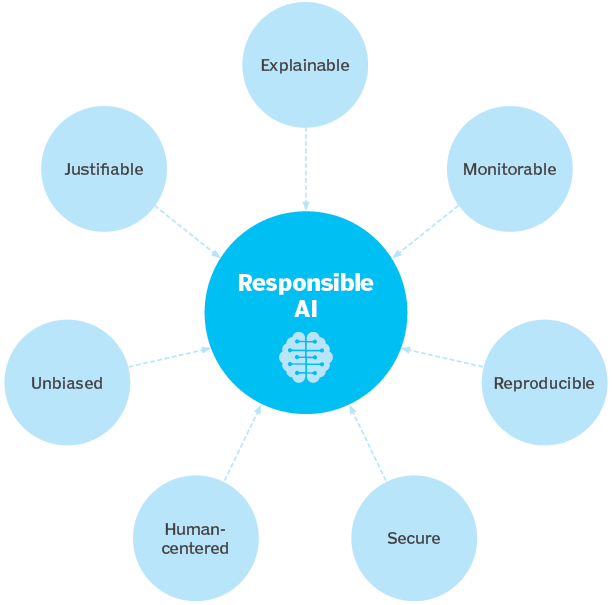 Explainable
Justifiable
Monitorable
Responsible
AI
Unbiased
Reproducible
Human-
centered
Secure